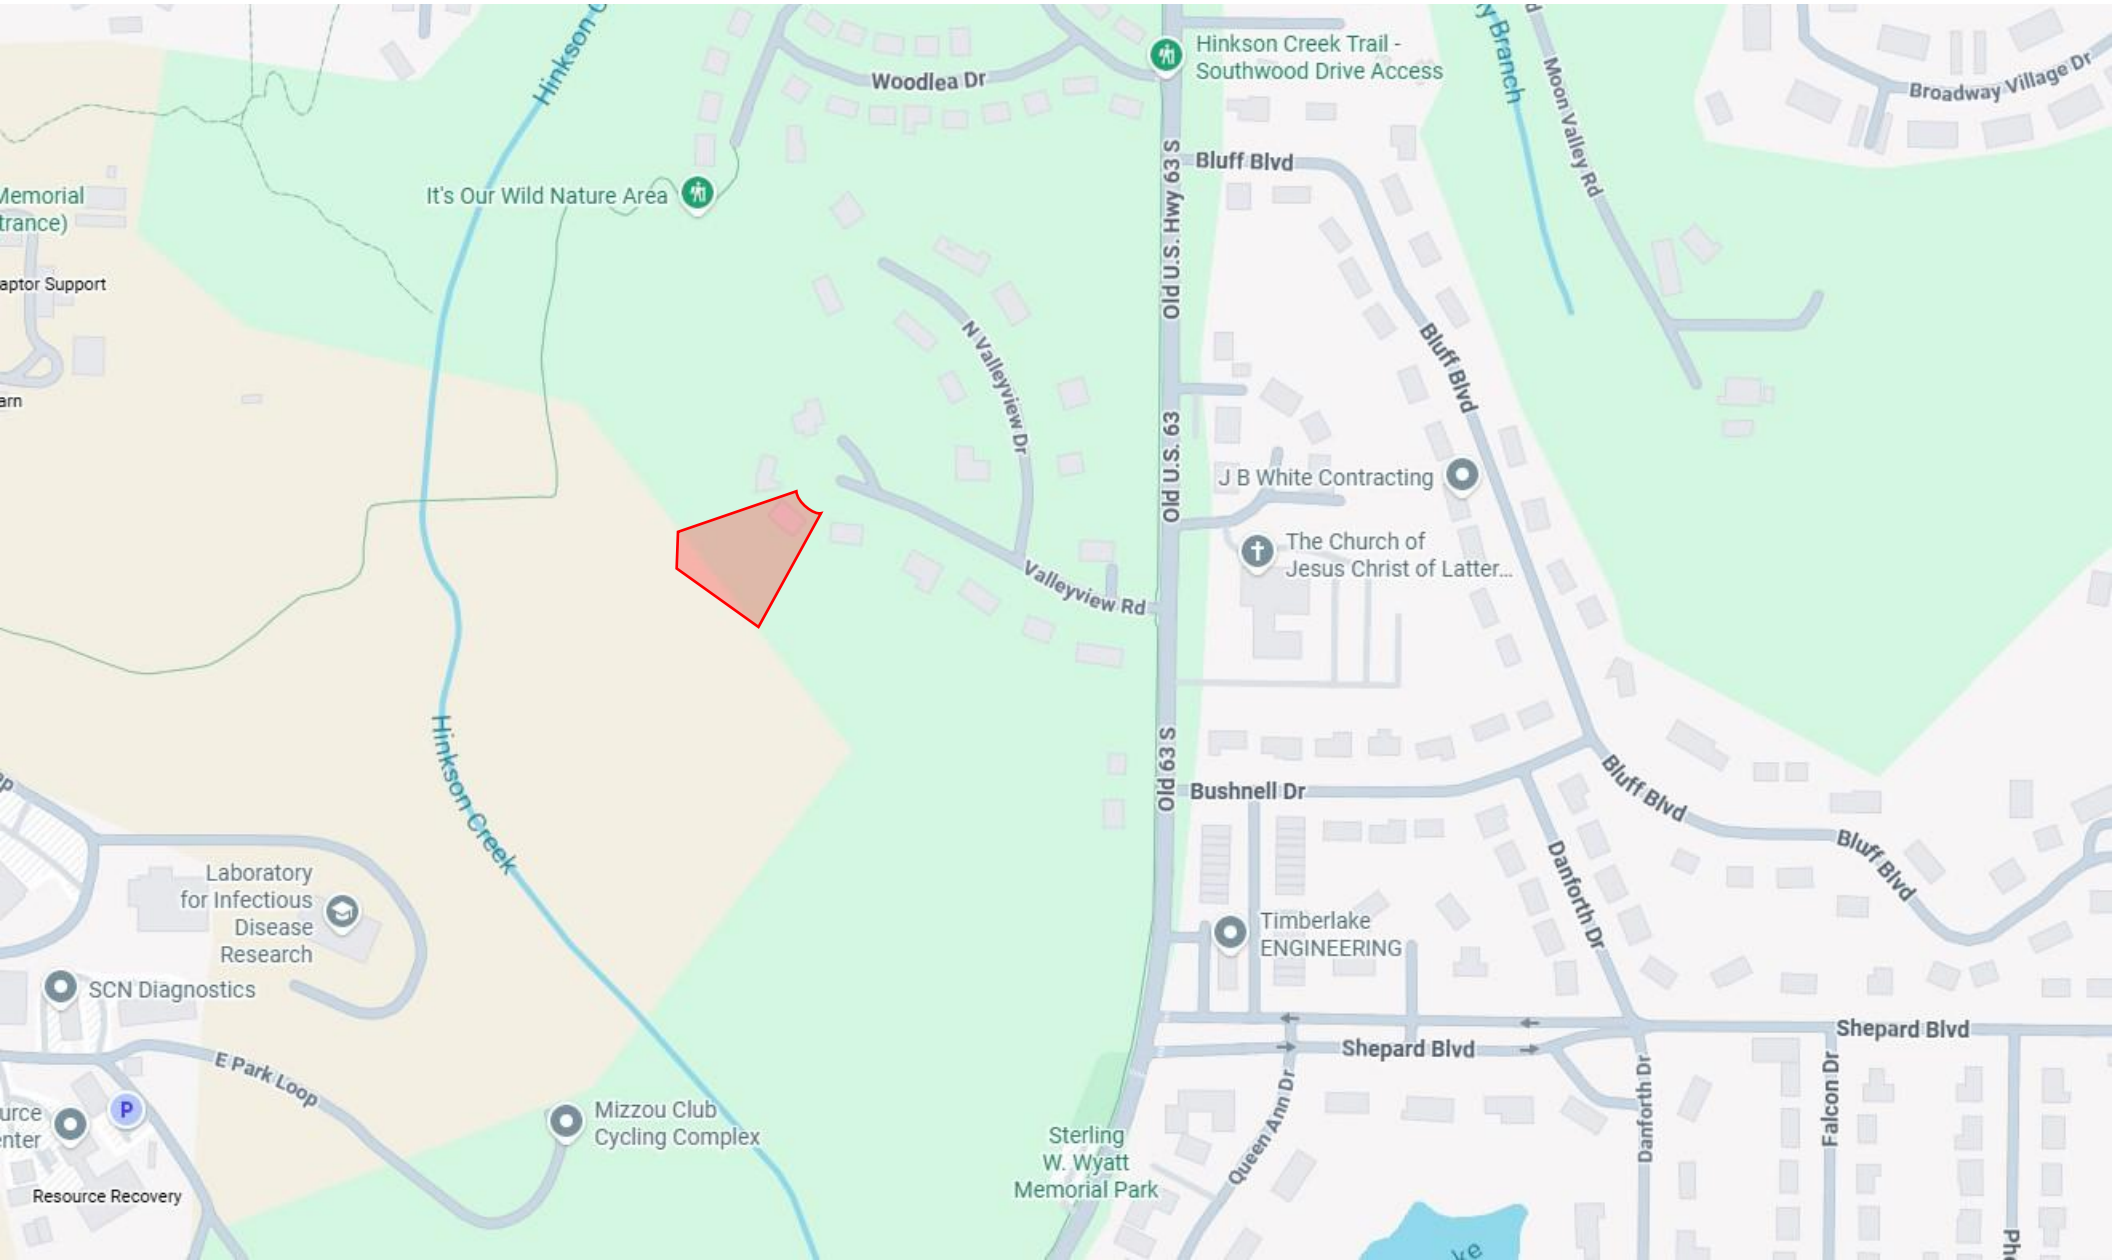 Hinkson C
Hinkson Creek Trail -
Southwood Drive Access
y Branch
Moon Valley Rd
Broadway Village Dr
Woodlea Dr
Old U.S. Hwy 63 S
Bluff Blvd
It's Our Wild Nature Area
Memorial
trance)
aptor Support
arn
N Valleyview Dr
Bluff Blvd
Old U.S. 63
J B White Contracting
The Church of
Jesus Christ of Latter...
Valleyview Rd
Hinkson Creek
Old 63 S
Bushnell Dr
Bluff Blvd
Bluff Blvd
Danforth Dr
op
Laboratory
for Infectious
Disease
Research
Timberlake
ENGINEERING
SCN Diagnostics
Shepard Blvd
Shepard Blvd
E Park Loop
P
urce
enter
Mizzou Club
Cycling Complex
Queen Ann Dr
Danforth Dr
Falcon Dr
Sterling
W. Wyatt
Memorial Park
Resource Recovery
Pho
ke